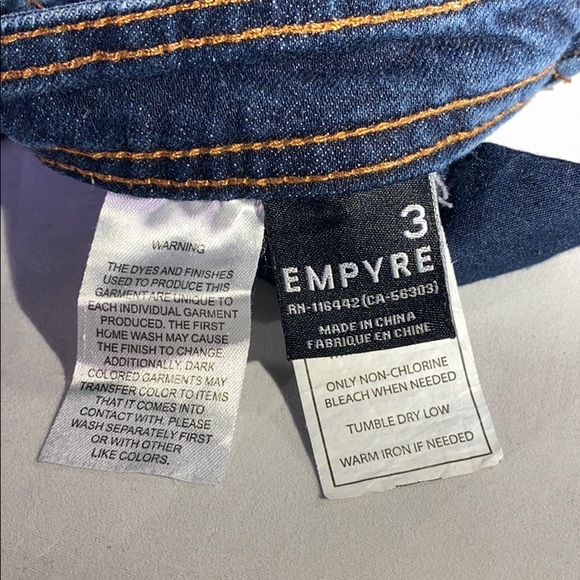 WARNING
THE DYES AND FINISHES
USED TO PRODUCE THIS
GARMENT ARE UNIQUE TO
EACH INDIVIDUAL GARMENT
PRODUCED. THE FIRST
HOME WASH MAY CAUSE
THE FINISH TO CHANGE.
ADDITIONALLY, DARK
COLORED GARMENTS MAY
TRANSFER COLOR TO ITEMS
THAT IT COMES INTO
CONTACT WITH. PLEASE
WASH SEPARATELY FIRST
OR WITH OTHER
LIKE COLORS.
3
EMPYRE
RN-116442 (CA-56303)
MADE IN CHINA
FABRIQUE EN CHINE
ONLY NON-CHLORINE
BLEACH WHEN NEEDED
TUMBLE DRY LOW
WARM IRON IF NEEDED